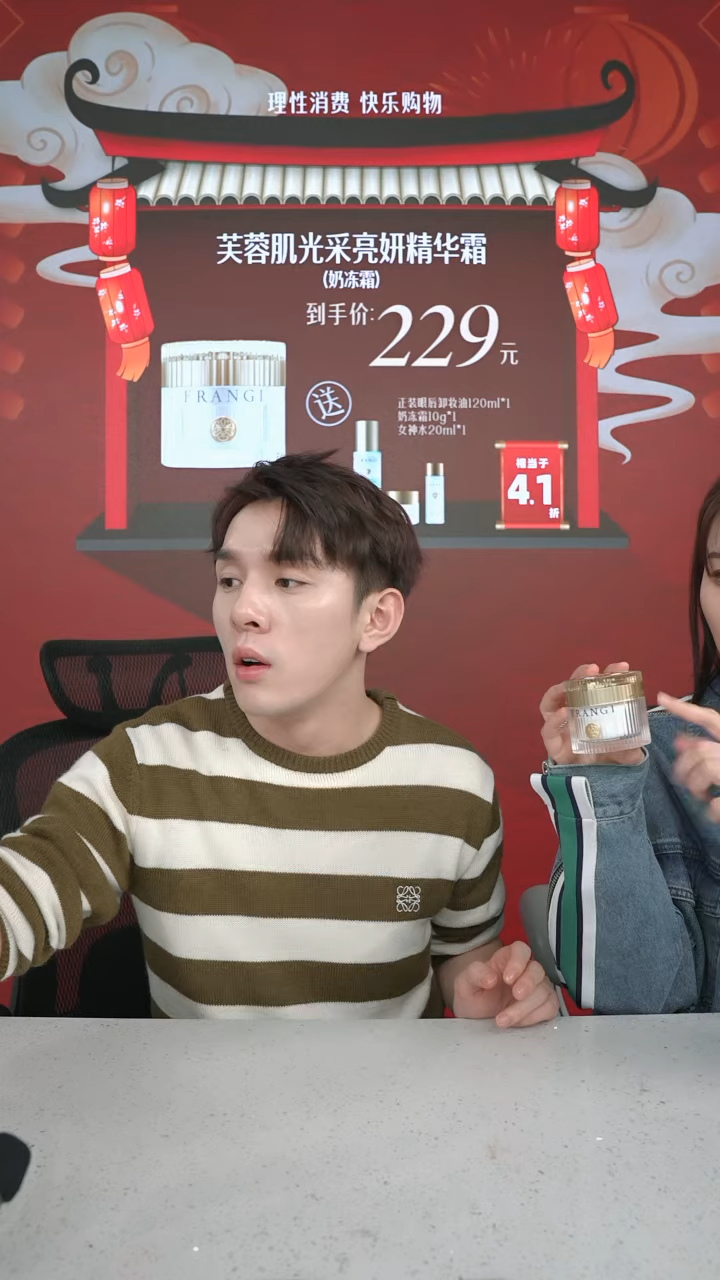 理性消费 快乐购物
芙蓉肌光采亮妍精华霜
(奶冻霜)
到手价:229元
FRANGI
送
正装眼唇卸妆油120ml*1
奶冻霜10g*1
女神水20ml*1
相当于
4.1
折
FRANGI